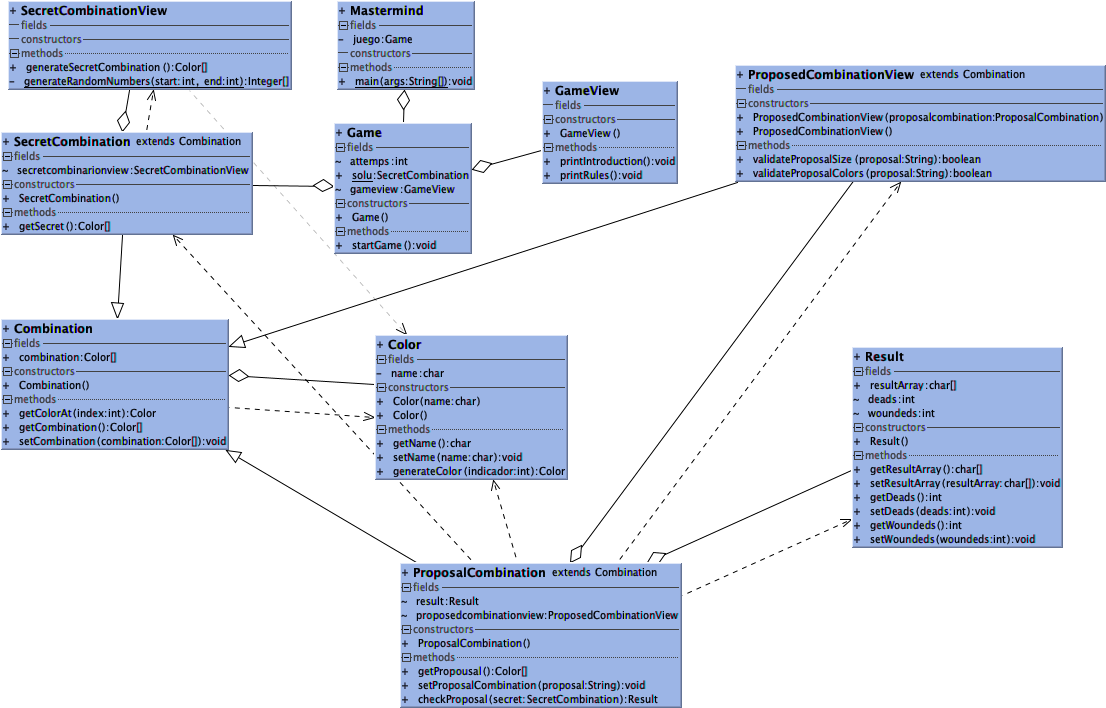 + SecretCombinationView
fields
constructors
methods
+ generateSecretCombination():Color[]
- generateRandomNumbers(start:int, end:int):Integer[]
+ Mastermind
fields
- juego:Game
constructors
methods
+ main(args:String[]):void
+ GameView
fields
constructors
+ GameView()
methods
+ printIntroduction():void
+ printRules():void
+ ProposedCombinationView extends Combination
fields
constructors
+ ProposedCombinationView(proposalcombination:ProposalCombination)
+ ProposedCombinationView()
methods
+ validateProposalSize(proposal:String):boolean
+ validateProposalColors(proposal:String):boolean
+ SecretCombination extends Combination
fields
~ secretcombinarionview:SecretCombinationView
constructors
+ SecretCombination()
methods
+ getSecret():Color[]
+ Game
fields
~ attemps:int
+ solu:SecretCombination
~ gameview:GameView
constructors
+ Game()
methods
+ startGame():void
+ Combination
fields
+ combination:Color[]
constructors
+ Combination()
methods
+ getColorAt(index:int):Color
+ getCombination():Color[]
+ setCombination(combination:Color[]):void
+ Color
fields
- name:char
constructors
+ Color(name:char)
+ Color()
methods
+ getName():char
+ setName(name:char):void
+ generateColor(indicador:int):Color
+ Result
fields
+ resultArray:char[]
~ deads:int
~ woundeds:int
constructors
+ Result()
methods
+ getResultArray():char[]
+ setResultArray(resultArray:char[]):void
+ getDeads():int
+ setDeads(deads:int):void
+ getWoundeds():int
+ setWoundeds(woundeds:int):void
+ ProposalCombination extends Combination
fields
~ result:Result
~ proposedcombinationview:ProposedCombinationView
constructors
+ ProposalCombination()
methods
+ getPropousal():Color[]
+ setProposalCombination(proposal:String):void
+ checkProposal(secret:SecretCombination):Result